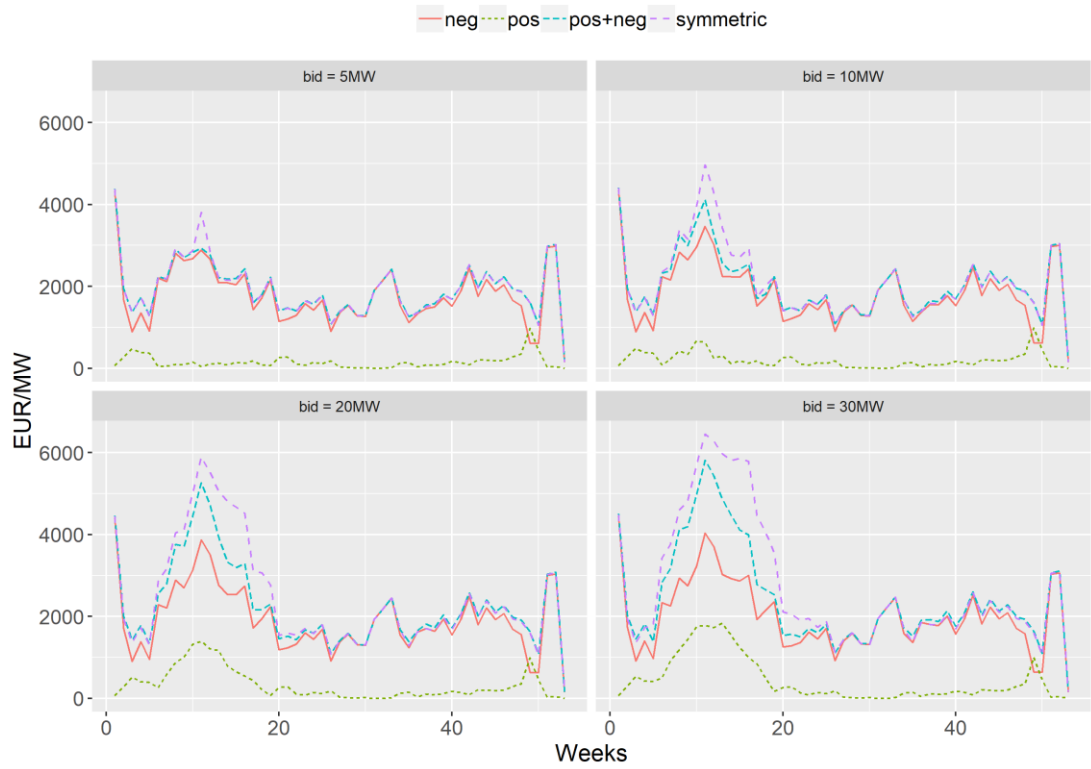 neg pos pos+neg symmetric
bid = 5MW bid = 10MW
6000
4000
2000
0
bid = 20MW bid = 30MW
6000
4000
2000
0
0 20 40 0 20 40
EUR/MW
Weeks